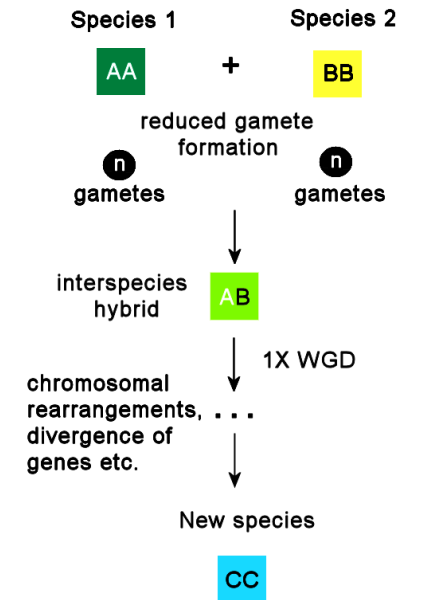 Species 1
Species 2
AA
+
BB
reduced gamete
formation
n
n
gametes
gametes
interspecies
hybrid
AB
1X WGD
chromosomal
rearrangements, ...
divergence of
genes etc.
New species
CC